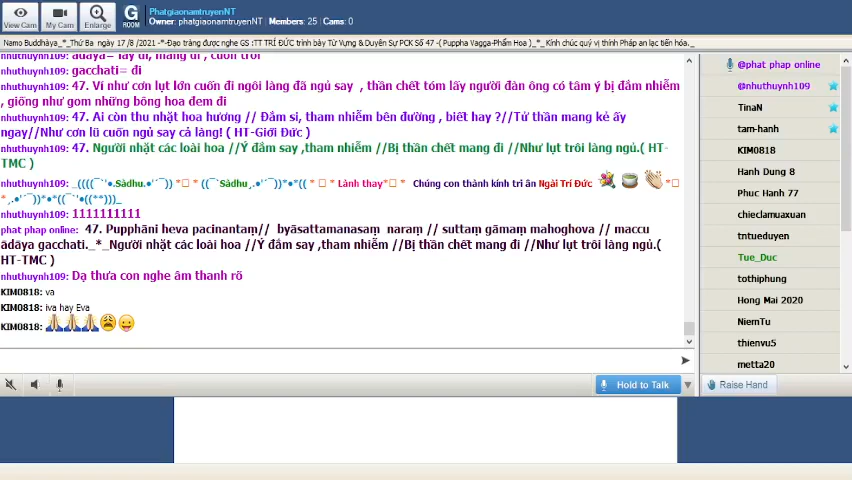 PhatgiaonamtruyenNT
Owner: phatgiaonamtruyenNT | Members: 25 | Cams: 0
View Cam
My Cam
Enlarge
G
ROOM
Namo Buddhàya_*_Thứ Ba ngày 17 /8 /2021 -*-Đạo tràng được nghe GS :TT TRÍ ĐỨC trình bày Từ Vựng & Duyên Sự PCK Số 47 -( Puppha Vagga-Phẩm Hoa )_*_ Kính chúc quý vị thính Pháp an lạc tiến hóa._
nhuthuynh109: ādāya= lấy đi, mang đi , cuốn trôi
nhuthuynh109: gacchati= đi
nhuthuynh109: 47. Ví như cơn lụt lớn cuốn đi ngôi làng đã ngủ say , thần chết tóm lấy người đàn ông có tâm ý bị đắm nhiễm
, giống như gom những bông hoa đem đi
nhuthuynh109: 47. Ai còn thu nhặt hoa hương // Đắm si, tham nhiễm bên đường , biết hay ?//Tử thần mang kẻ ấy
ngay//Như cơn lũ cuốn ngủ say cả làng! ( HT-Giới Đức )
nhuthuynh109: 47. Người nhặt các loài hoa //Ý đắm say ,tham nhiễm //Bị thần chết mang đi //Như lụt trôi làng ngủ.( HT-
TMC )
nhuthuynh109: _((((¯`'•.Sàdhu.•'´¯)) *□ * ((¯`Sàdhu¸.•'´¯))*•*(( * □ * Lành thay*□ * Chúng con thành kính tri ân Ngài Trí Đức *□
*,.•'´¯))*•*((¯`'•((**)))_
nhuthuynh109: 1111111111
phat phap online: 47. Pupphāni heva pacinantaṃ// byāsattamanasaṃ naraṃ // suttaṃ gāmaṃ mahoghova // maccu
ādāya gacchati._*_Người nhặt các loài hoa //Ý đắm say ,tham nhiễm //Bị thần chết mang đi //Như lụt trôi làng ngủ.(
HT-TMC )
nhuthuynh109: Dạ thưa con nghe âm thanh rõ
KIM0818: va
KIM0818: iva hay Eva
KIM0818:
Hold to Talk
Raise Hand
@phat phap online
@nhuthuynh109
TinaN
tam-hanh
KIM0818
Hanh Dung 8
Phuc Hanh 77
chieclamuaxuan
tntueduyen
Tue_Duc
tothiphung
Hong Mai 2020
NiemTu
thienvu5
metta20